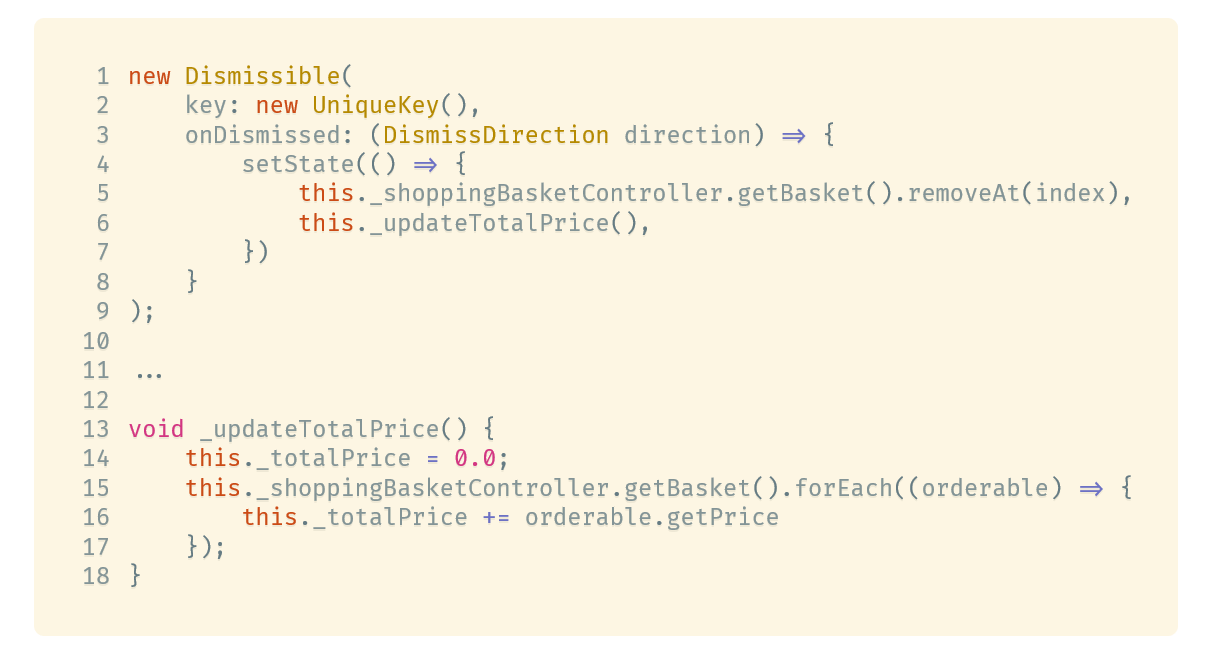 1 new Dismissible(
2     key: new UniqueKey(),
3     onDismissed: (DismissDirection direction) => {
4         setState(() => {
5             this._shoppingBasketController.getBasket().removeAt(index),
6             this._updateTotalPrice(),
7         })
8     }
9 );
10
11 ...
12
13 void _updateTotalPrice() {
14     this._totalPrice = 0.0;
15     this._shoppingBasketController.getBasket().forEach((orderable) => {
16         this._totalPrice += orderable.getPrice
17     });
18 }